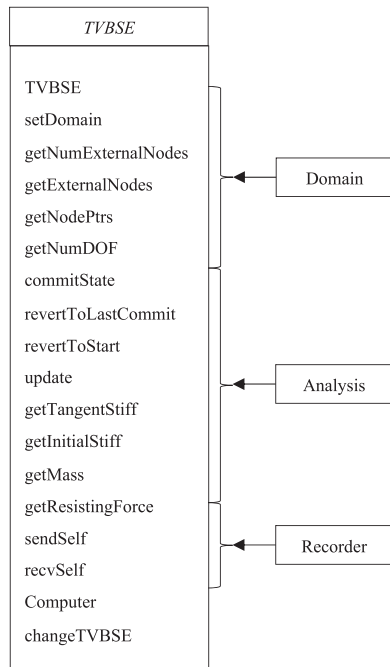 TVBSE
TVBSE
setDomain
getNumExternalNodes
getExternalNodes
getNodePtrs
getNumDOF
commitState
revertToLastCommit
revertToStart
update
getTangentStiff
getInitialStiff
getMass
getResistingForce
sendSelf
recvSelf
Computer
changeTVBSE
Domain
Analysis
Recorder